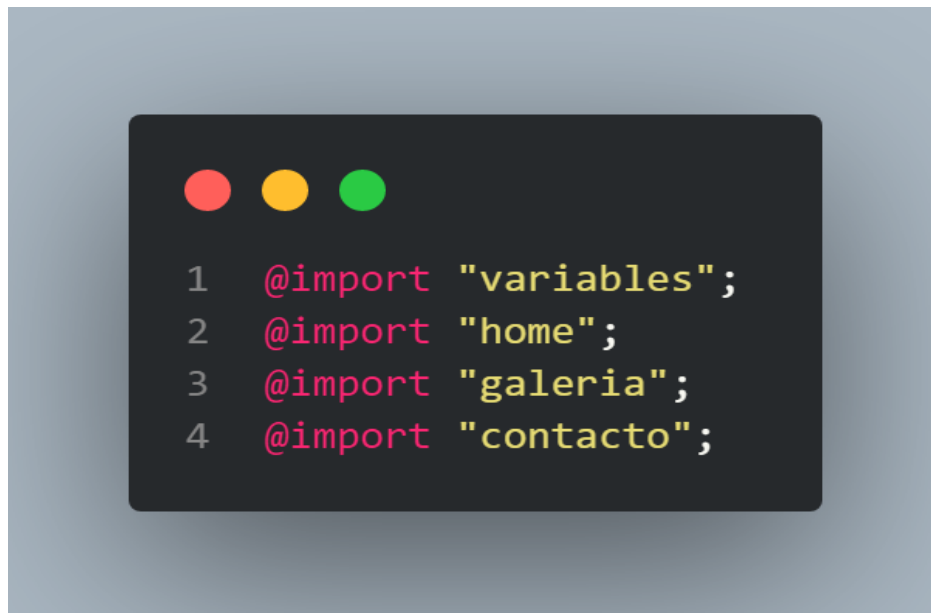 1 @import "variables";
2 @import "home";
3 @import "galeria";
4 @import "contacto";